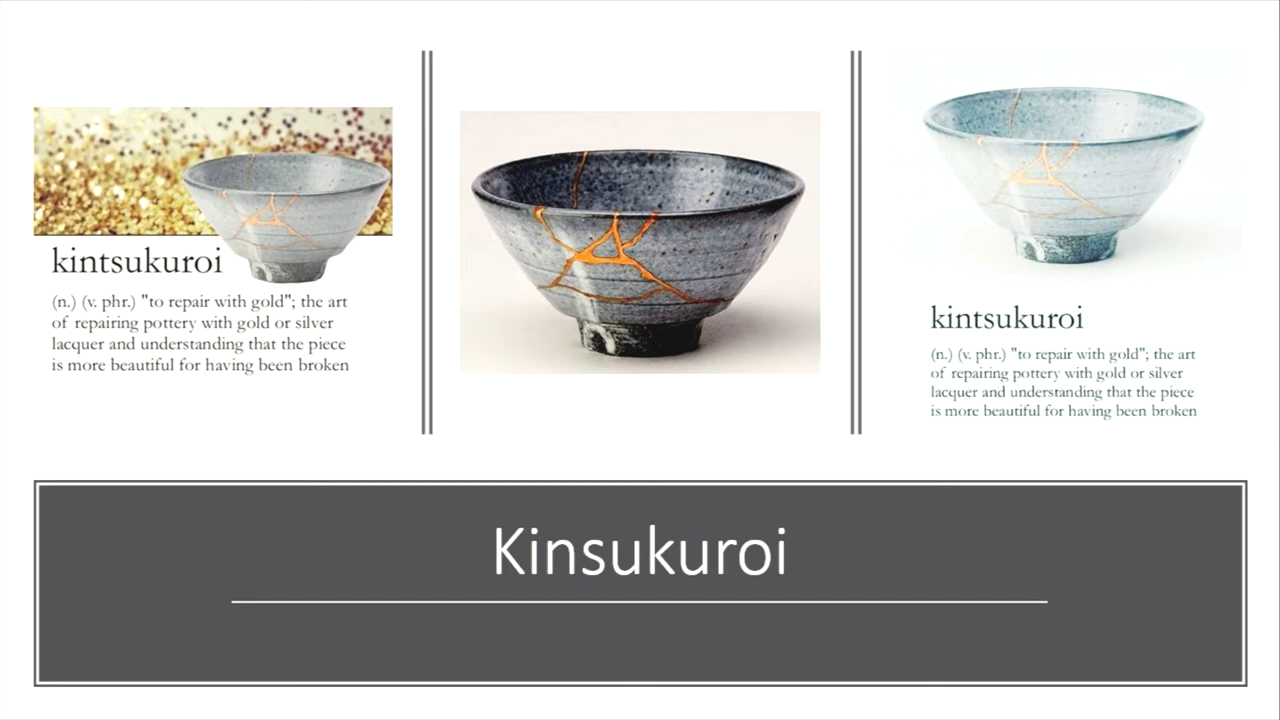 kintsukuroi
(n.) (v. phr.) "to repair with gold"; the art
of repairing pottery with gold or silver
lacquer and understanding that the piece
is more beautiful for having been broken
kintsukuroi
(n.) (v. phr.) "to repair with gold"; the art
of repairing pottery with gold or silver
lacquer and understanding that the piece
is more beautiful for having been broken
Kinsukuroi